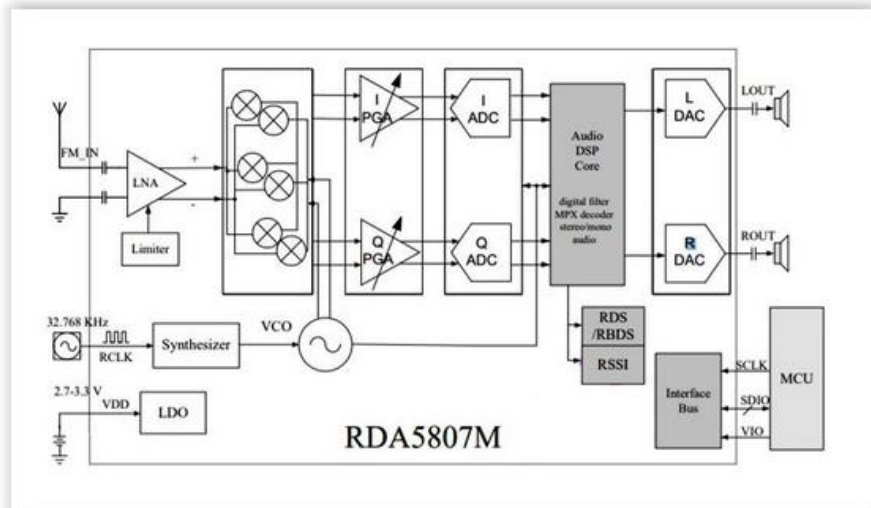 FM_IN
+
LNA
-
Limiter
I
PGA
Q
PGA
I
ADC
Q
ADC
Audio
DSP
Core
digital filter
MPX decoder
stereo/mono
audio
L
DAC
R
DAC
LOUT
ROUT
32.768 KHz
RCLK
Synthesizer
VCO
RDS
/RBDS
RSSI
2.7-3.3 V
VDD
LDO
Interface
Bus
SCLK
SDIO
VIO
MCU
RDA5807M